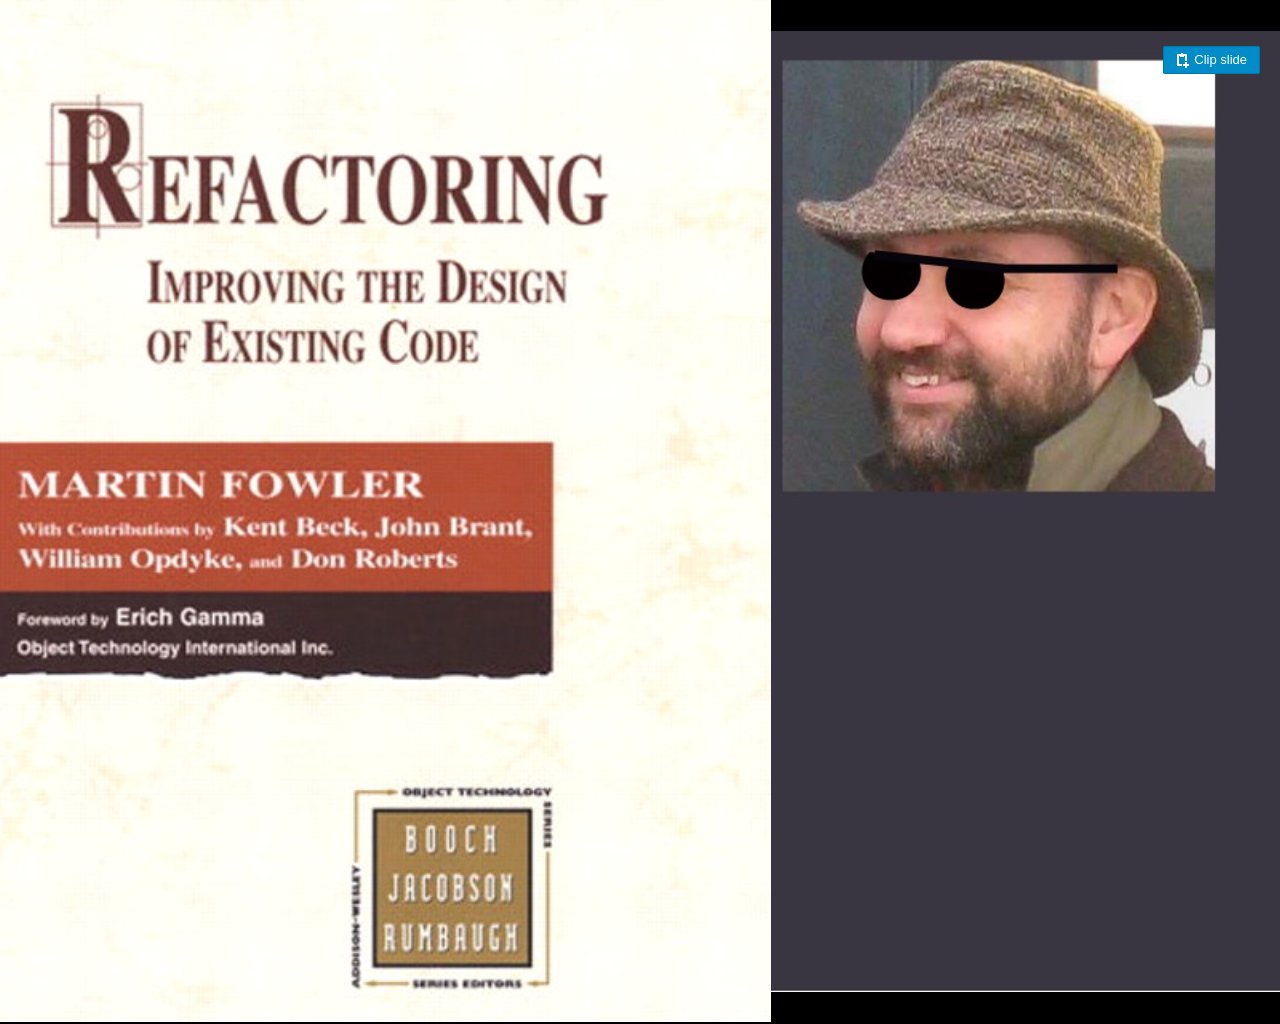 REFACTORING
IMPROVING THE DESIGN
OF EXISTING CODE
MARTIN FOWLER
With Contributions by Kent Beck, John Brant,
William Opdyke, and Don Roberts
Foreword by Erich Gamma
Object Technology International Inc.
OBJECT TECHNOLOGY
SERIES
BOOCH
JACOBSON
RUMBAUGH
ADDISON-WESLEY
SERIES EDITORS
Clip slide